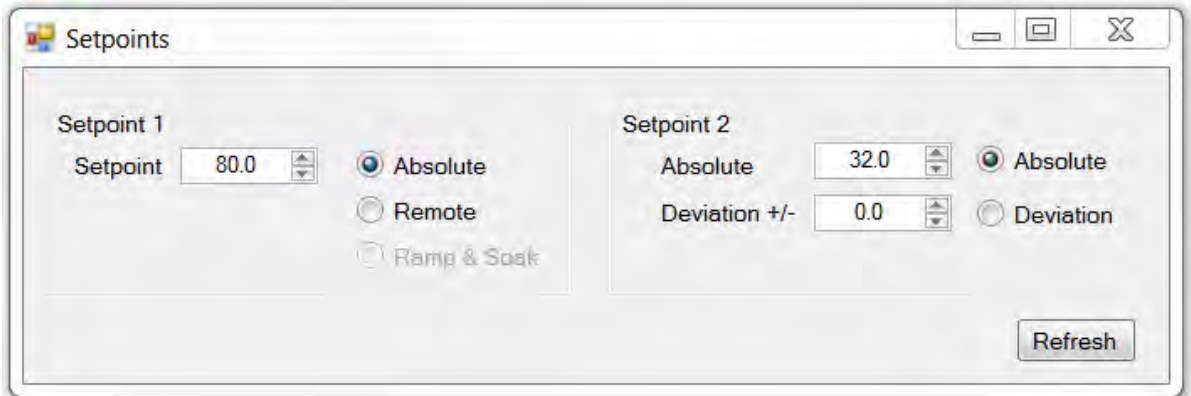 Setpoints
Setpoint 1
Setpoint 80.0 Absolute
Remote
Ramp & Soak
Setpoint 2
Absolute 32.0 Absolute
Deviation +/- 0.0 Deviation
Refresh